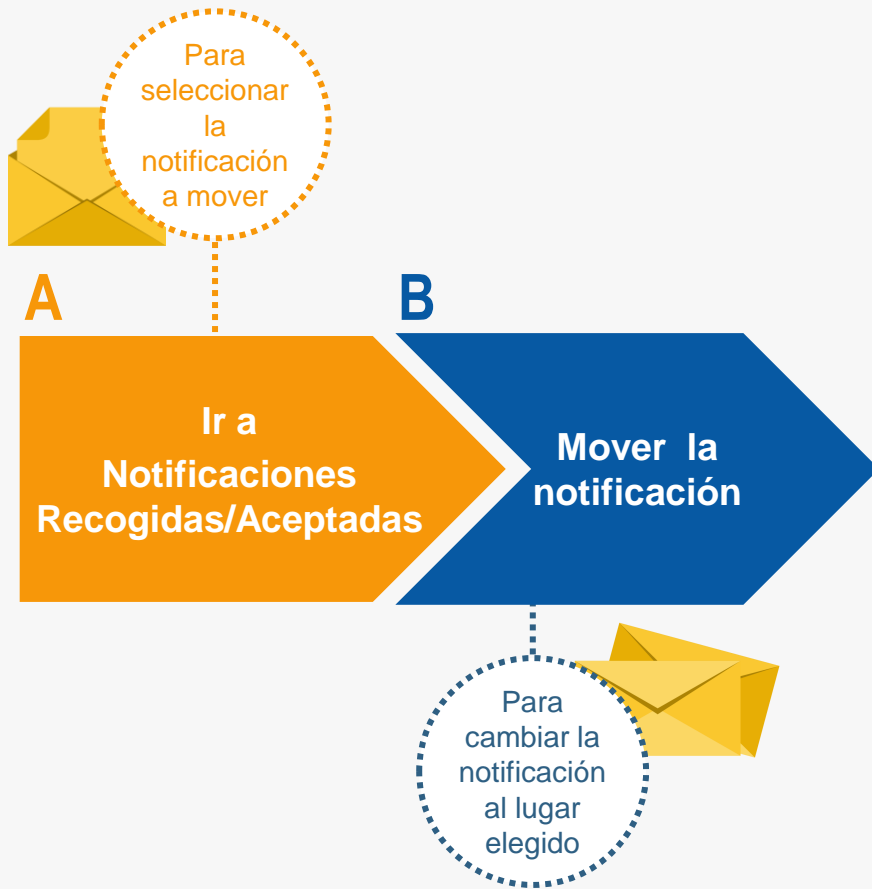 Para
seleccionar
la
notificación
a mover
A
Ir a
Notificaciones
Recogidas/Aceptadas
B
Mover la
notificación
Para
cambiar la
notificación
al lugar
elegido